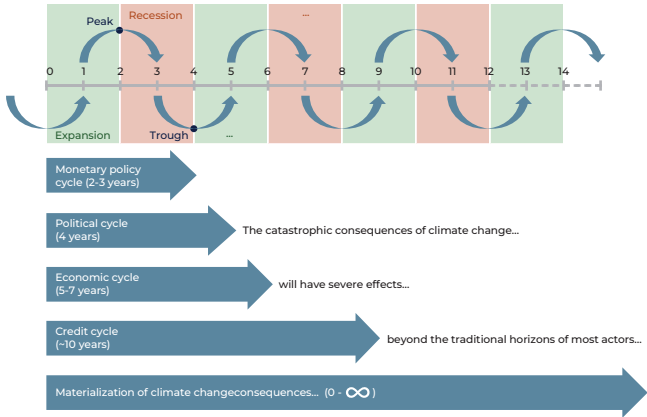 Peak
Recession
...
0 1 2 3 4 5 6 7 8 9 10 11 12 13 14
Expansion
Trough
...
Monetary policy
cycle (2-3 years)
Political cycle
(4 years)
The catastrophic consequences of climate change...
Economic cycle
(5-7 years)
will have severe effects...
Credit cycle
(~10 years)
beyond the traditional horizons of most actors...
Materialization of climate changeconsequences... (0 - ∞)